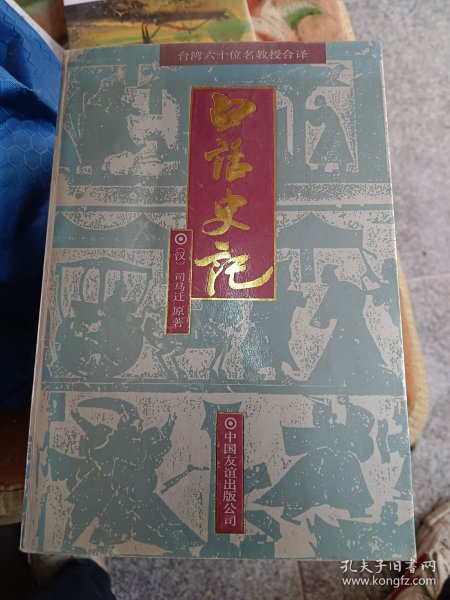 台湾六十位名教授合译
白话史记
〔汉〕司马迁 原著
中国友谊出版公司
孔夫子旧书网
www.kongfz.com